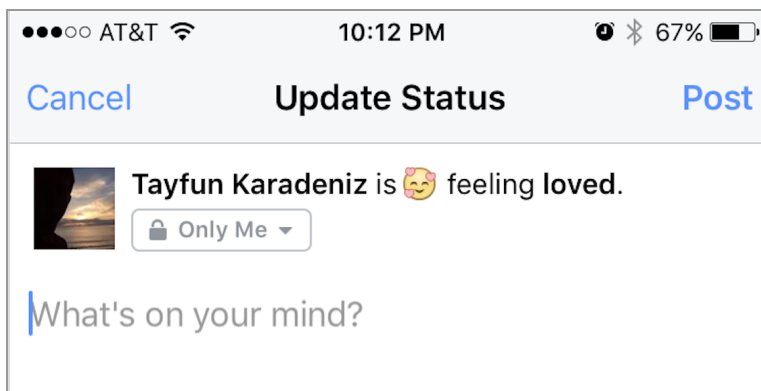 AT&T 10:12 PM 67%
Cancel Update Status Post
Tayfun Karadeniz is 🥰 feeling loved.
Only Me
What's on your mind?